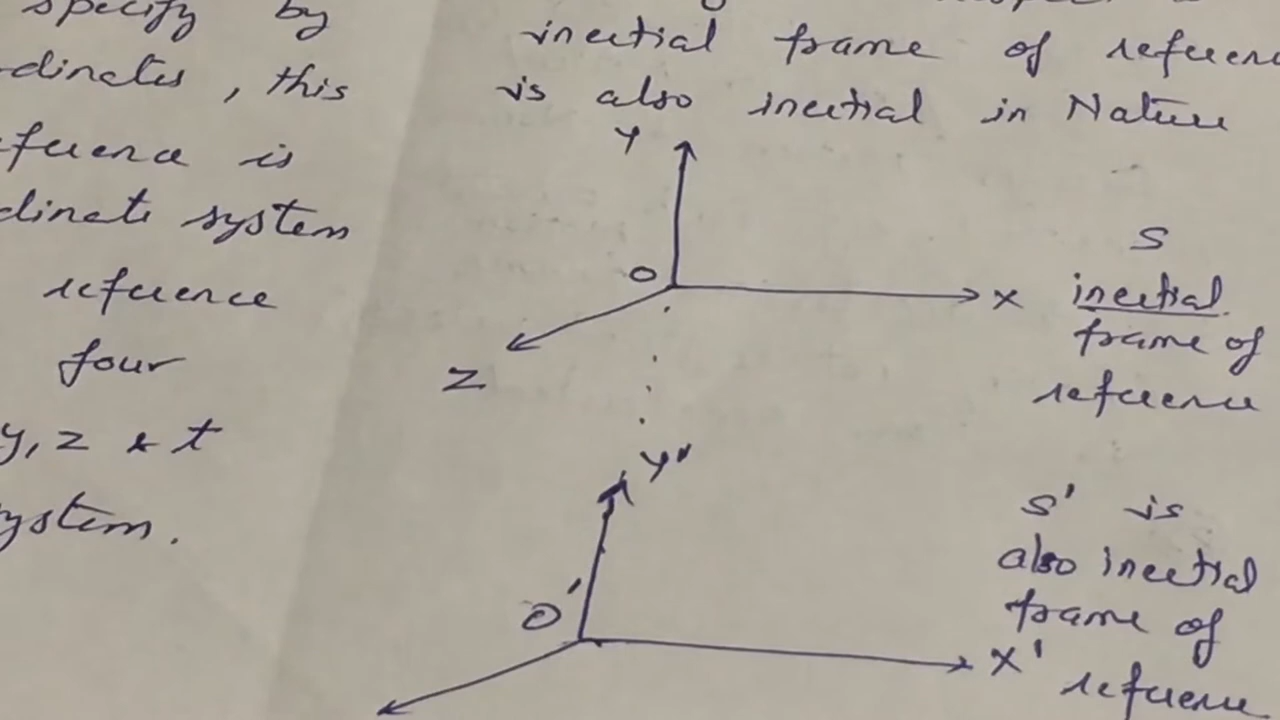 specify by
dinates, this
ference is
dinate system
reference
four
y, z & t
ystem.
inertial frame of referen
is also inertial in Nature
Y
O
X
Z
S
inertial
frame of
reference
Y'
O'
X'
S' is
also inertial
frame of
reference